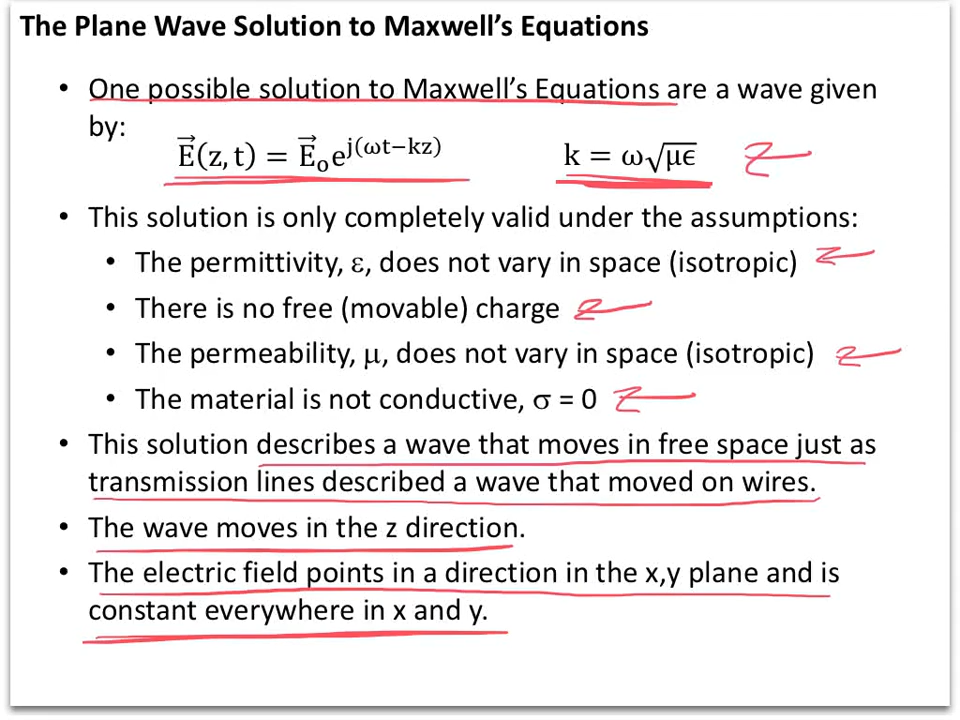 The Plane Wave Solution to Maxwell's Equations
• One possible solution to Maxwell's Equations are a wave given
by:
E⃗(z, t) = E⃗₀e^{j(ωt−kz)} k = ω√με
• This solution is only completely valid under the assumptions:
• The permittivity, ε, does not vary in space (isotropic)
• There is no free (movable) charge
• The permeability, μ, does not vary in space (isotropic)
• The material is not conductive, σ = 0
• This solution describes a wave that moves in free space just as
transmission lines described a wave that moved on wires.
• The wave moves in the z direction.
• The electric field points in a direction in the x,y plane and is
constant everywhere in x and y.